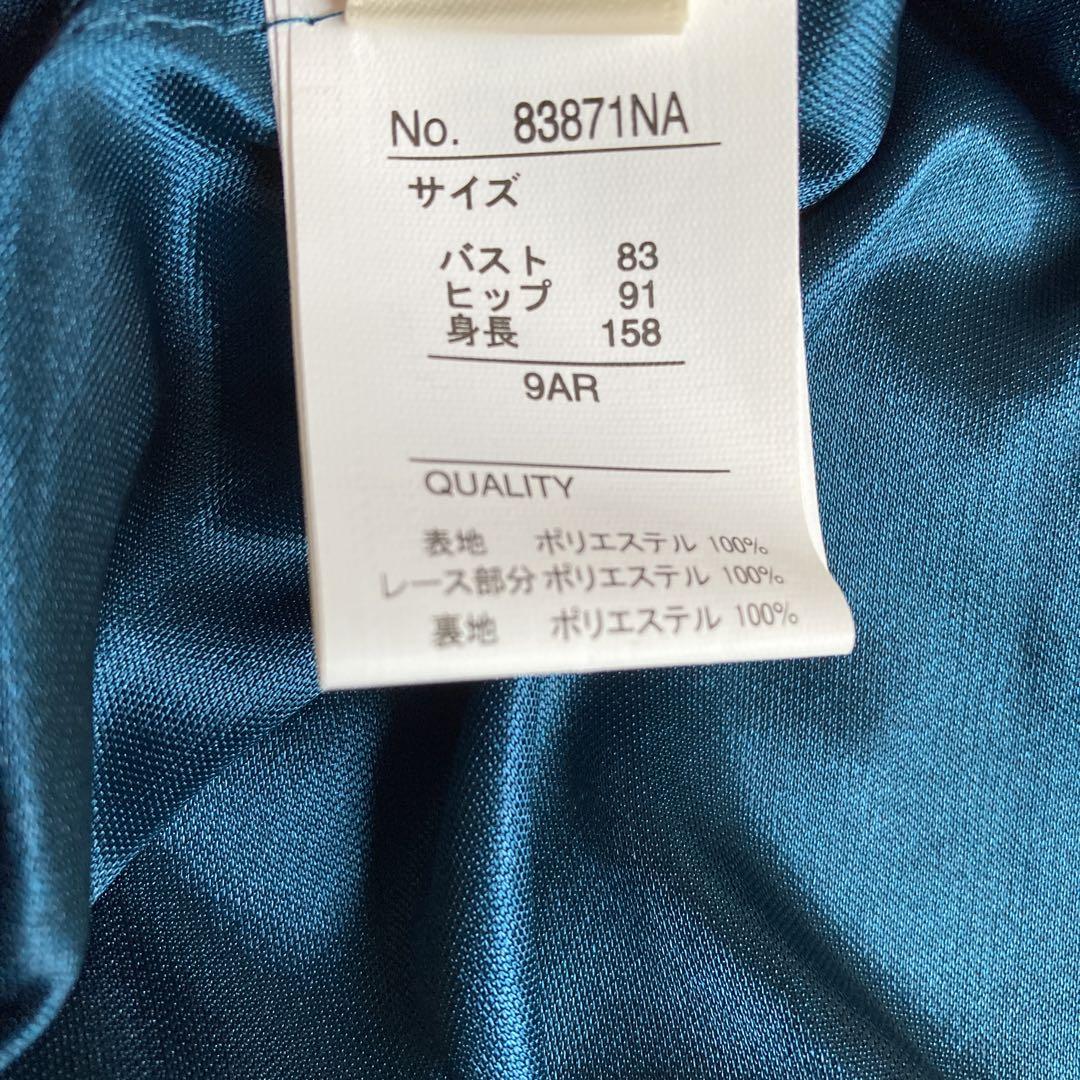 No. 83871NA
サイズ
バスト 83
ヒップ 91
身長 158
9AR
QUALITY
表地 ポリエステル 100%
レース部分 ポリエステル 100%
裏地 ポリエステル 100%